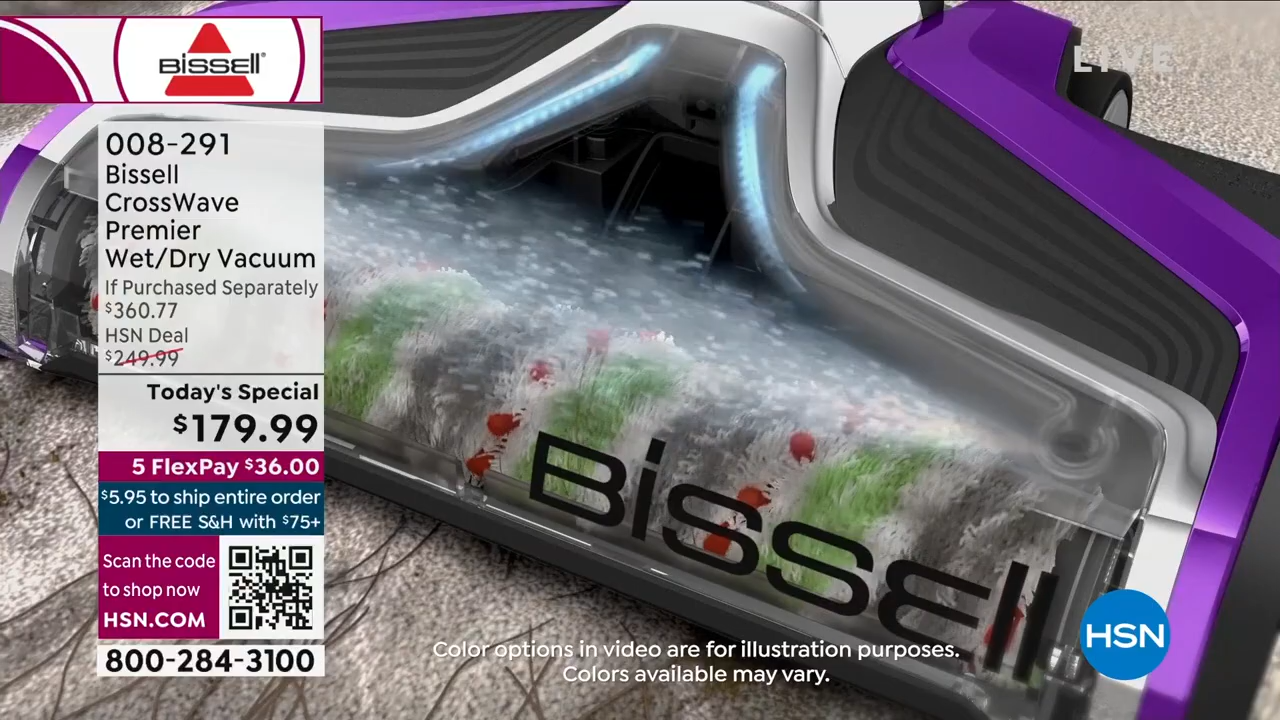 BISSELL®
LIVE
008-291
Bissell
CrossWave
Premier
Wet/Dry Vacuum
If Purchased Separately
$360.77
HSN Deal
$249.99
Today's Special
$179.99
5 FlexPay $36.00
$5.95 to ship entire order
or FREE S&H with $75+
Scan the code
to shop now
HSN.COM
800-284-3100
BISSELL
Color options in video are for illustration purposes.
Colors available may vary.
HSN